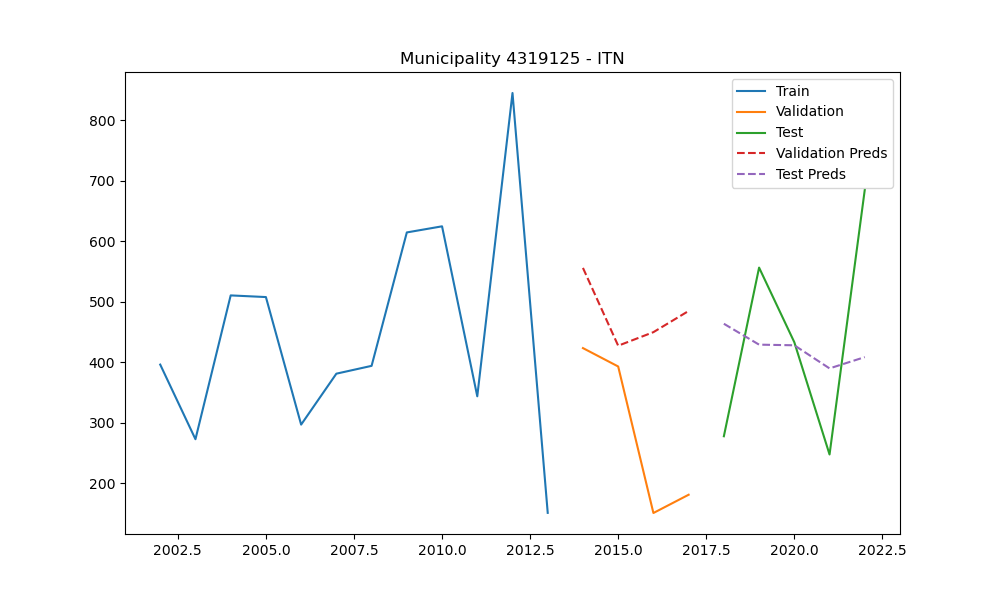 Municipality 4319125 - ITN
Train
Validation
Test
Validation Preds
Test Preds
800
700
600
500
400
300
200
2002.5 2005.0 2007.5 2010.0 2012.5 2015.0 2017.5 2020.0 2022.5